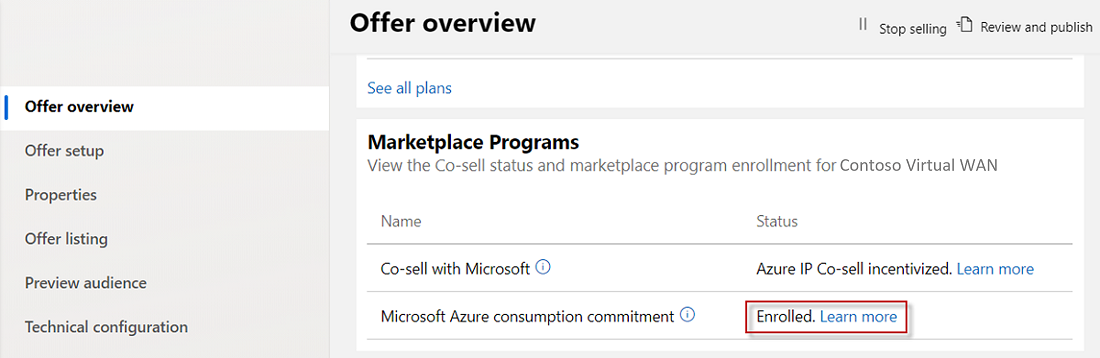 Offer overview
Stop selling
Review and publish
Offer overview
Offer setup
Properties
Offer listing
Preview audience
Technical configuration
See all plans
Marketplace Programs
View the Co-sell status and marketplace program enrollment for Contoso Virtual WAN
Name Status
Co-sell with Microsoft Azure IP Co-sell incentivized. Learn more
Microsoft Azure consumption commitment Enrolled. Learn more